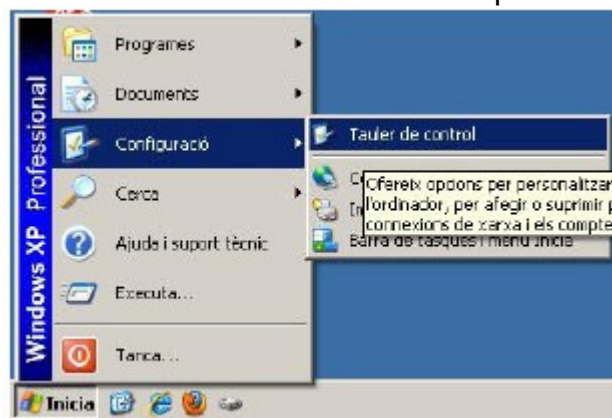 Windows XP Professional
Programes
Documents
Configuració
Cerca
Ajuda i suport tècnic
Executa...
Tanca...
Tauler de control
Ofereix opcions per personalitzar
l'ordinador, per afegir o suprimir
connexions de xarxa i els compte
Barra de tasques i menú Inicia
Inicia